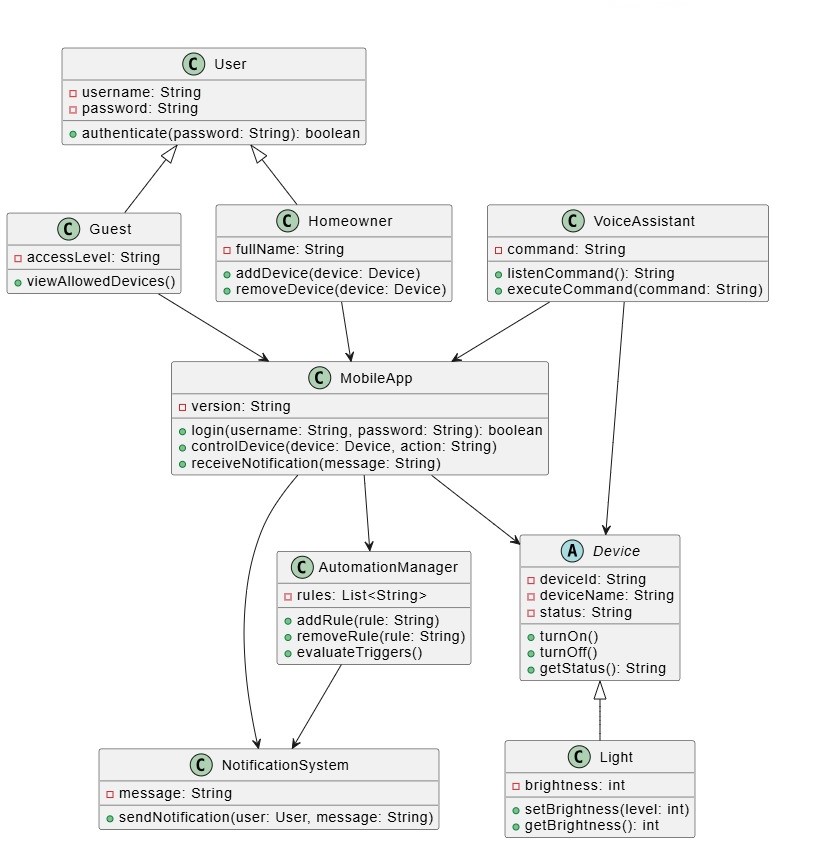 C User
username: String
password: String
authenticate(password: String): boolean
C Guest
accessLevel: String
viewAllowedDevices()
C Homeowner
fullName: String
addDevice(device: Device)
removeDevice(device: Device)
C VoiceAssistant
command: String
listenCommand(): String
executeCommand(command: String)
C MobileApp
version: String
login(username: String, password: String): boolean
controlDevice(device: Device, action: String)
receiveNotification(message: String)
C AutomationManager
rules: List<String>
addRule(rule: String)
removeRule(rule: String)
evaluateTriggers()
A Device
deviceId: String
deviceName: String
status: String
turnOn()
turnOff()
getStatus(): String
C NotificationSystem
message: String
sendNotification(user: User, message: String)
C Light
brightness: int
setBrightness(level: int)
getBrightness(): int